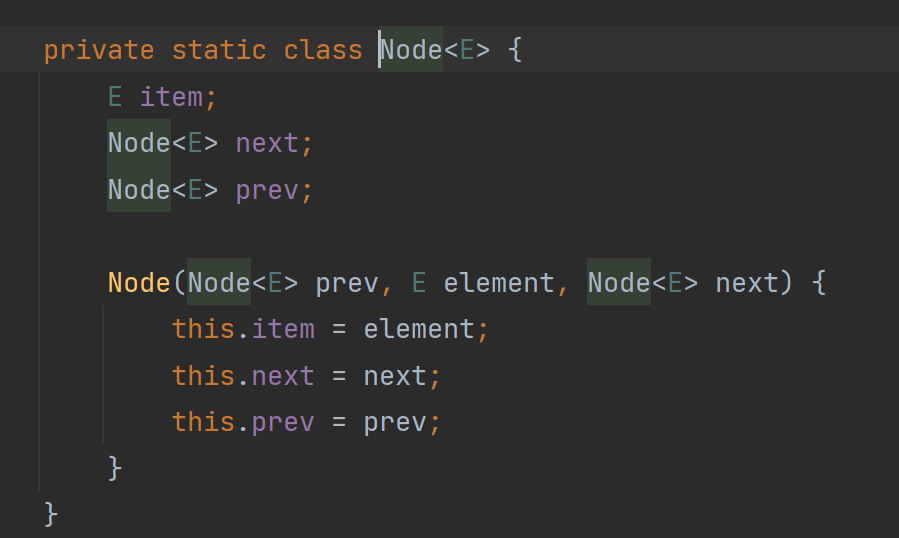 private static class Node<E> {
E item;
Node<E> next;
Node<E> prev;
Node(Node<E> prev, E element, Node<E> next) {
this.item = element;
this.next = next;
this.prev = prev;
}
}